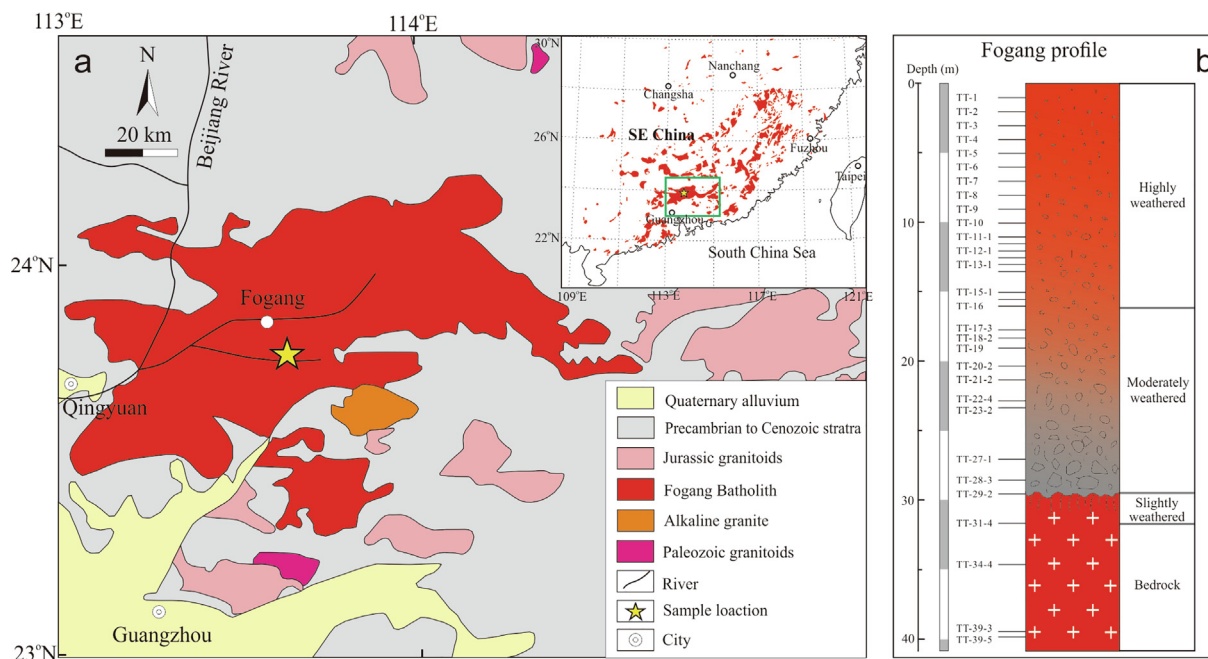 113°E
114°E
a
N
20 km
Beijiang River
24°N
Fogang
Qingyuan
Guangzhou
23°N
30°N
26°N
22°N
109°E
113°E
117°E
121°E
Nanchang
Changsha
SE China
Fuzhou
Taipei
Guangzhou
South China Sea
Quaternary alluvium
Precambrian to Cenozoic stratra
Jurassic granitoids
Fogang Batholith
Alkaline granite
Paleozoic granitoids
River
Sample loaction
City
Fogang profile
b
Depth (m)
0
10
20
30
40
TT-1
TT-2
TT-3
TT-4
TT-5
TT-6
TT-7
TT-8
TT-9
TT-10
TT-11-1
TT-12-1
TT-13-1
TT-15-1
TT-16
TT-17-3
TT-18-2
TT-19
TT-20-2
TT-21-2
TT-22-4
TT-23-2
TT-27-1
TT-28-3
TT-29-2
TT-31-4
TT-34-4
TT-39-3
TT-39-5
Highly
weathered
Moderately
weathered
Slightly
weathered
Bedrock